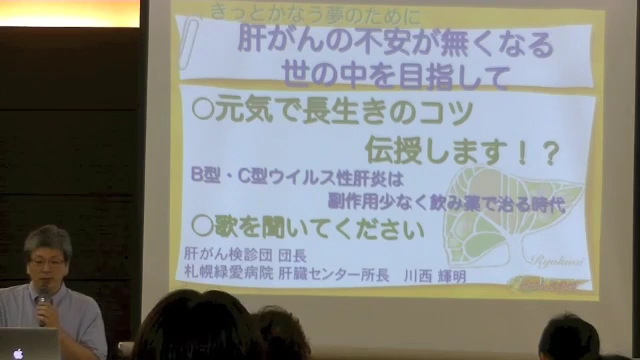 きっとかなう夢のために
肝がんの不安が無くなる
世の中を目指して
○元気で長生きのコツ
伝授します！？
B型・C型ウイルス性肝炎は
副作用少なく飲み薬で治る時代
○歌を聞いてください
肝がん検診団 団長
札幌緑愛病院 肝臓センター所長　川西 輝明
Ryokuai